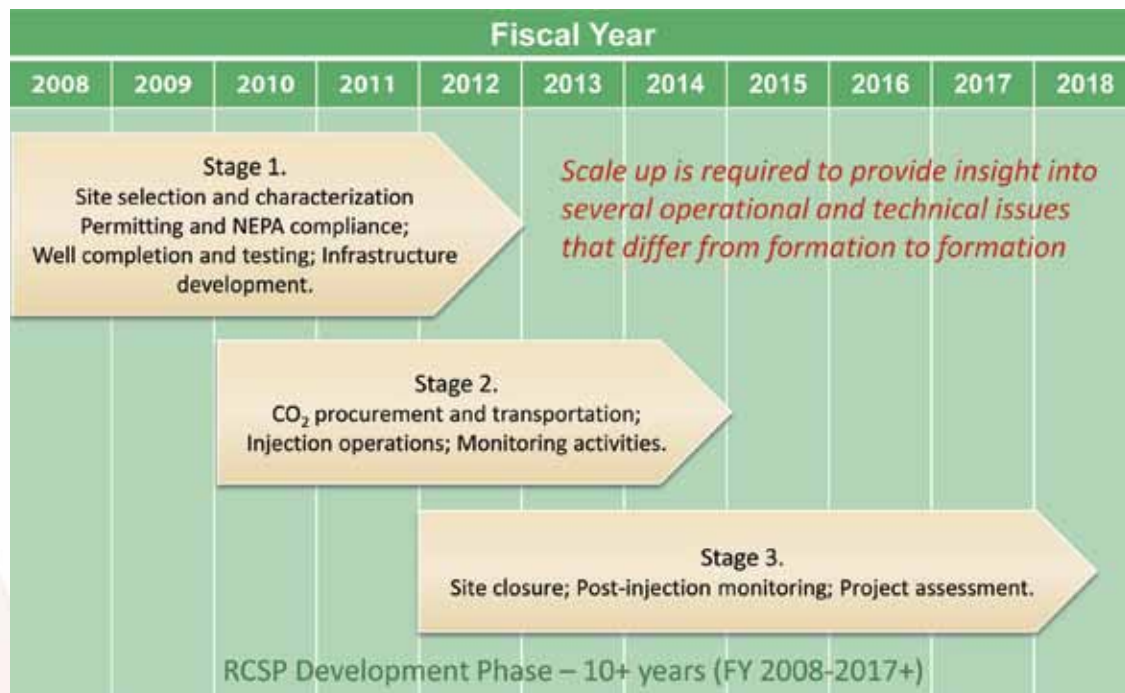 Fiscal Year
2008 2009 2010 2011 2012 2013 2014 2015 2016 2017 2018
Stage 1.
Site selection and characterization
Permitting and NEPA compliance;
Well completion and testing; Infrastructure
development.
Scale up is required to provide insight into
several operational and technical issues
that differ from formation to formation
Stage 2.
CO₂ procurement and transportation;
Injection operations; Monitoring activities.
Stage 3.
Site closure; Post-injection monitoring; Project assessment.
RCSP Development Phase – 10+ years (FY 2008-2017+)